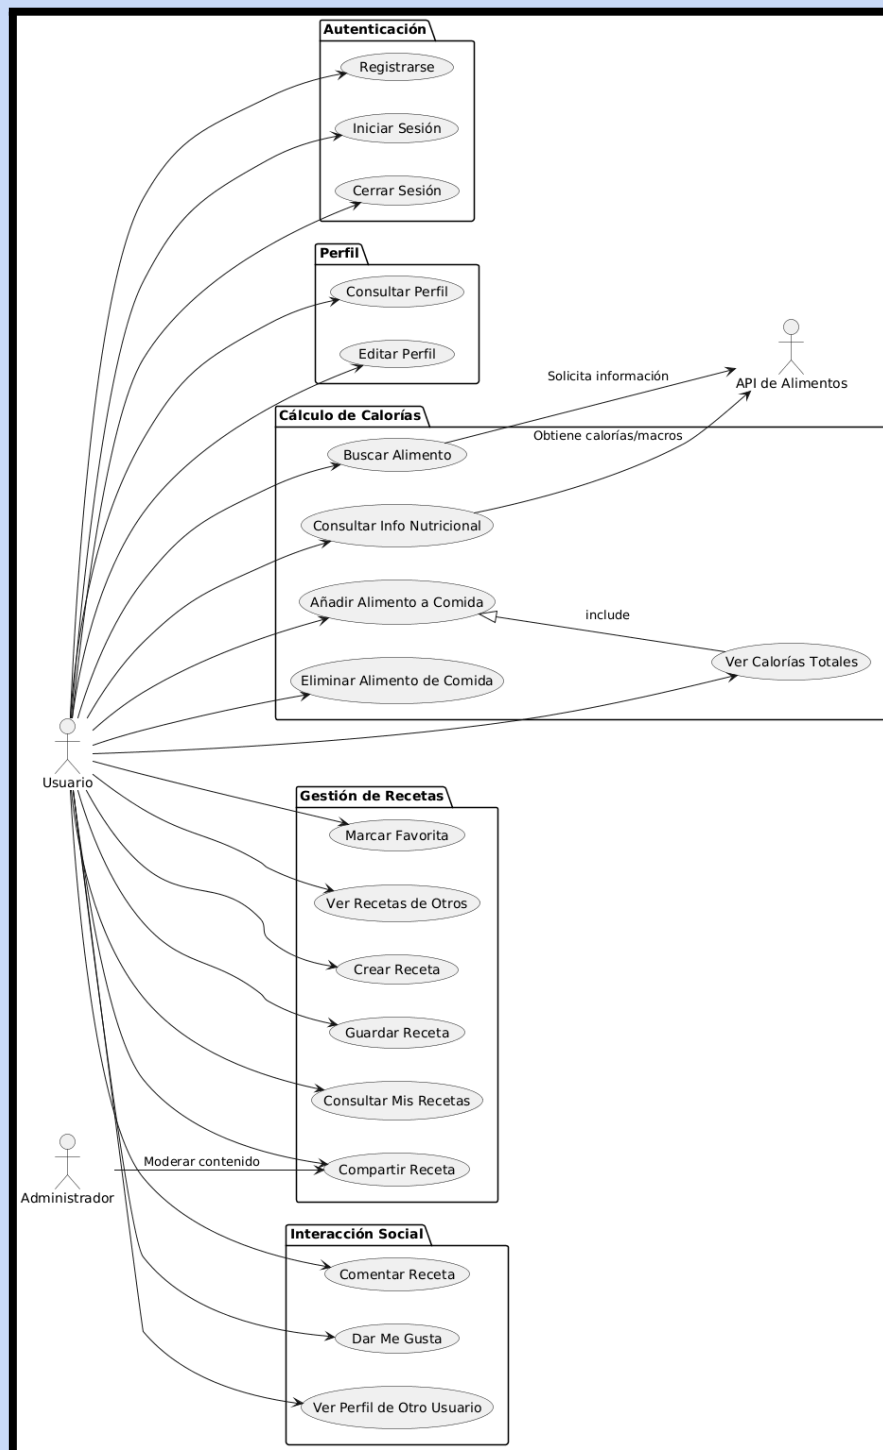 Autenticación
Registrarse
Iniciar Sesión
Cerrar Sesión
Perfil
Consultar Perfil
Editar Perfil
API de Alimentos
Solicita información
Cálculo de Calorías
Obtiene calorías/macros
Buscar Alimento
Consultar Info Nutricional
Añadir Alimento a Comida
include
Ver Calorías Totales
Eliminar Alimento de Comida
Usuario
Gestión de Recetas
Marcar Favorita
Ver Recetas de Otros
Crear Receta
Guardar Receta
Consultar Mis Recetas
Moderar contenido
Compartir Receta
Administrador
Interacción Social
Comentar Receta
Dar Me Gusta
Ver Perfil de Otro Usuario